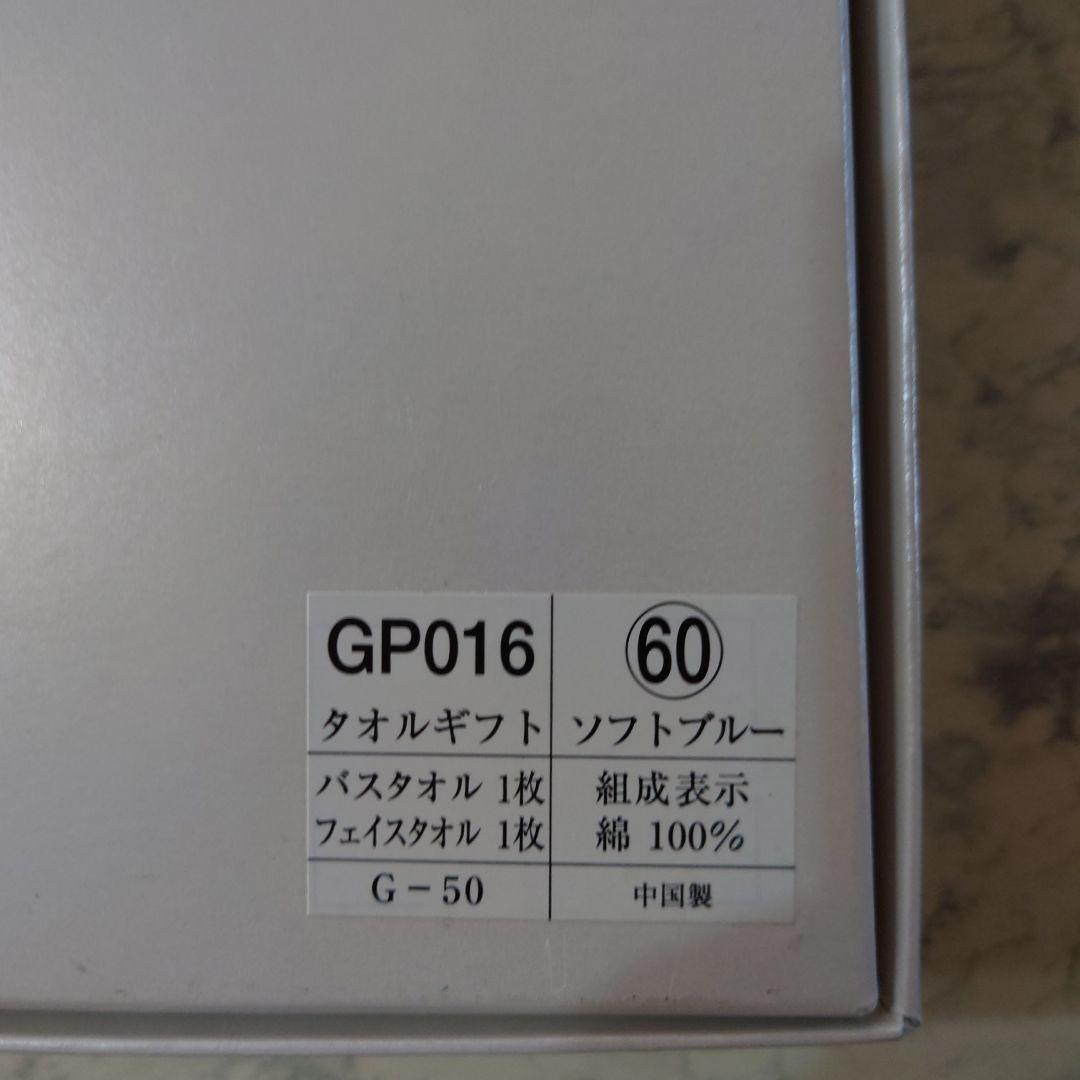 GP016
タオルギフト
⑥⓪
ソフトブルー
バスタオル 1枚
フェイスタオル 1枚
組成表示
綿 100%
G－50
中国製